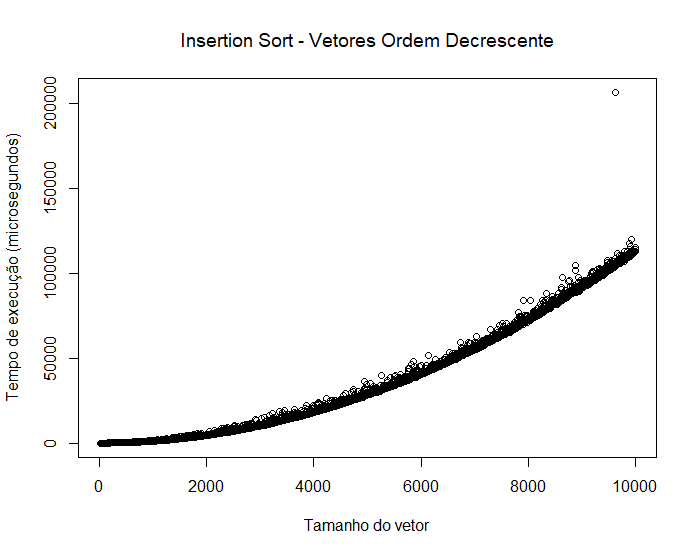 Insertion Sort - Vetores Ordem Decrescente
Tempo de execução (microsegundos)
200000
150000
100000
50000
0
0 2000 4000 6000 8000 10000
Tamanho do vetor